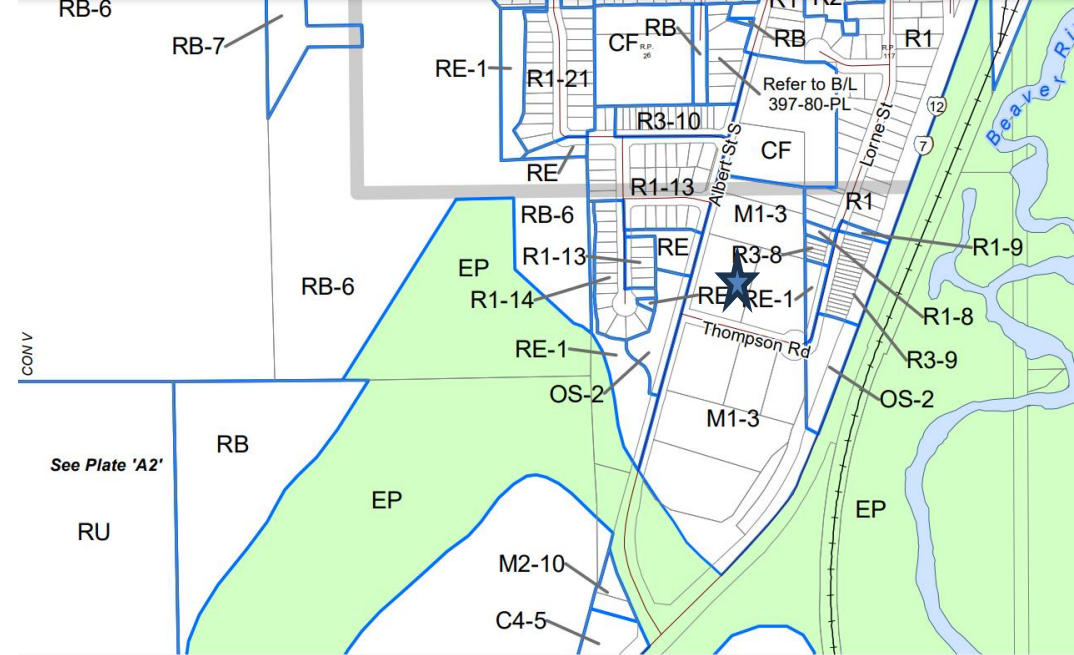 RB-6
R1
R2
RB-7
CF
R.P.
26
RB
RB
R.P.
117
R1
RE-1
R1-21
Refer to B/L
397-80-PL
12
Beaver Ri
R3-10
Albert St S
CF
Lorne St
7
RE
R1-13
R1
RB-6
M1-3
R1-13
RE
R3-8
R1-9
EP
RB-6
R1-14
RE
RE-1
R1-8
CON V
RE-1
Thompson Rd
R3-9
OS-2
OS-2
M1-3
RB
See Plate 'A2'
EP
EP
RU
M2-10
C4-5